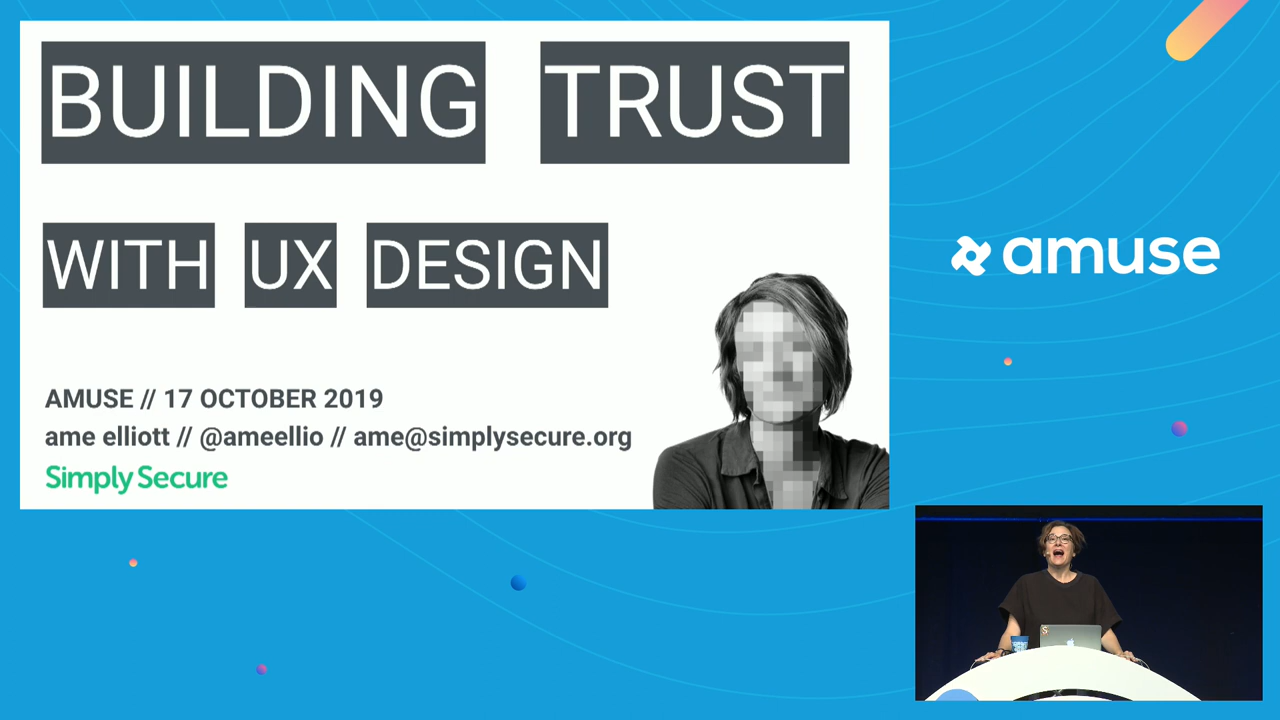 BUILDING TRUST
WITH UX DESIGN
AMUSE // 17 OCTOBER 2019
ame elliott // @ameellio // ame@simplysecure.org
Simply Secure
amuse